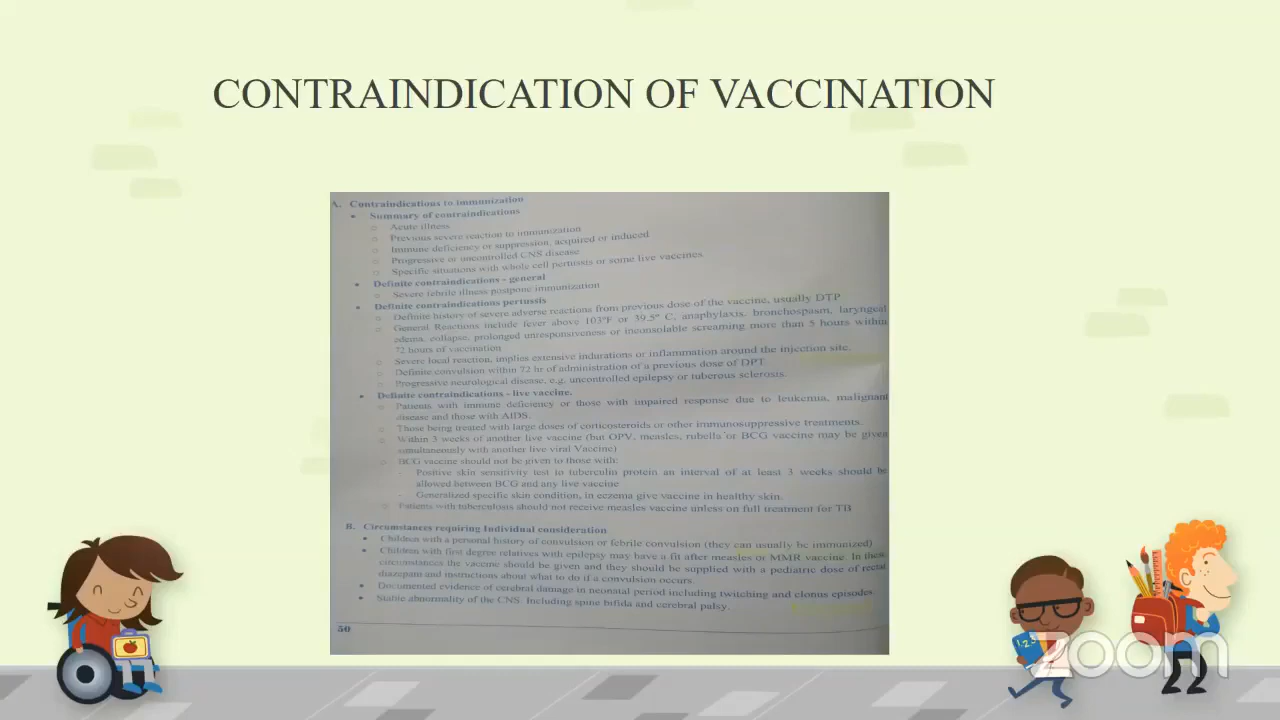 CONTRAINDICATION OF VACCINATION
A. Contraindications to immunization
• Summary of contraindications
o Acute illness
o Previous severe reaction to immunization
o Immune deficiency or suppression, acquired or induced
o Progressive or uncontrolled CNS disease
o Specific situations with whole cell pertussis or some live vaccines.
• Definite contraindications - general
o Severe febrile illness postpone immunization
• Definite contraindications pertussis
o Definite history of severe adverse reactions from previous dose of the vaccine, usually DTP
o General Reactions include fever above 103°F or 39.5° C, anaphylaxis, bronchospasm, laryngeal
edema, collapse, prolonged unresponsiveness or inconsolable screaming more than 5 hours within
72 hours of vaccination
o Severe local reaction, implies extensive indurations or inflammation around the injection site.
o Definite convulsion within 72 hr of administration of a previous dose of DPT.
o Progressive neurological disease, e.g. uncontrolled epilepsy or tuberous sclerosis.
• Definite contraindications - live vaccine.
o Patients with immune deficiency or those with unpaired response due to leukemia, malignant
disease and those with AIDS.
o Those being treated with large doses of corticosteroids or other immunosuppressive treatments.
o Within 3 weeks of another live vaccine (but OPV, measles, rubella or BCG vaccine may be given
simultaneously with another live viral Vaccine)
o BCG vaccine should not be given to those with:
- Positive skin sensitivity test to tuberculin protein an interval of at least 3 weeks should be
allowed between BCG and any live vaccine
- Generalized specific skin condition, in eczema give vaccine in healthy skin.
o Patients with tuberculosis should not receive measles vaccine unless on full treatment for TB
B. Circumstances requiring Individual consideration
• Children with a personal history of convulsion or febrile convulsion (they can usually be immunized)
• Children with first degree relatives with epilepsy may have a fit after measles or MMR vaccine. In these
circumstances the vaccine should be given and they should be supplied with a pediatric dose of rectal
diazepam and instructions about what to do if a convulsion occurs.
• Documented evidence of cerebral damage in neonatal period including twitching and clonus episodes
• Stable abnormality of the CNS. Including spine bifida and cerebral palsy.
50
1.2.
zoom